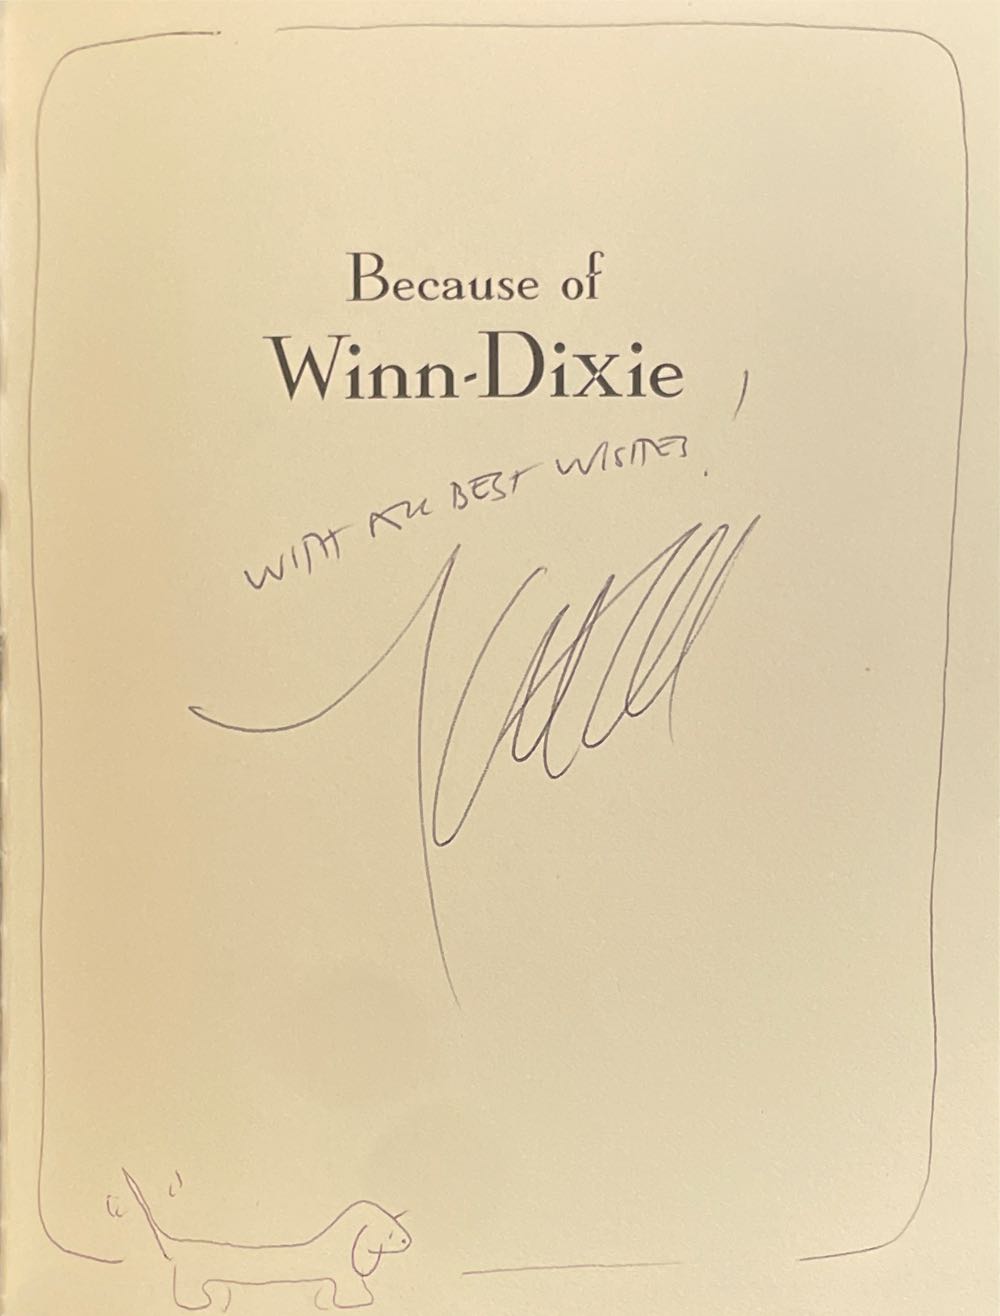 Because of
Winn-Dixie
WITH ALL BEST WISHES!